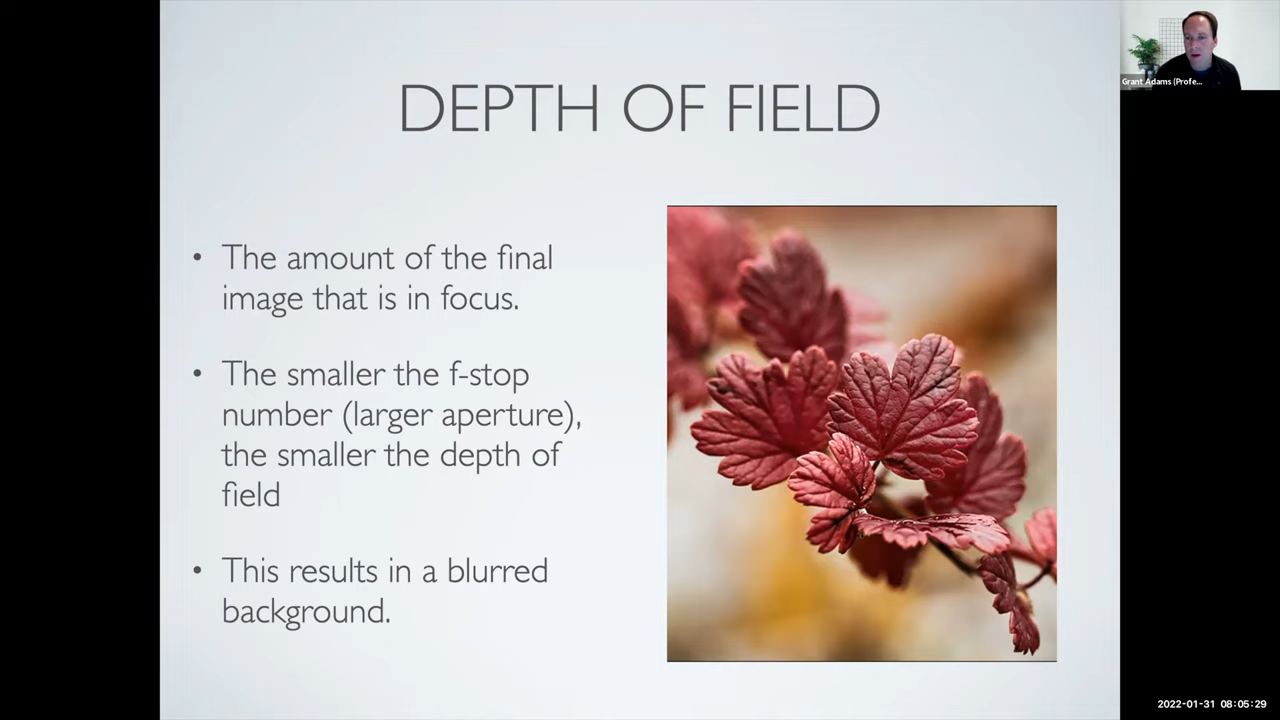 DEPTH OF FIELD
• The amount of the final
image that is in focus.
• The smaller the f-stop
number (larger aperture),
the smaller the depth of
field
• This results in a blurred
background.
Grant Adams (Profe...
2022-01-31 08:05:29